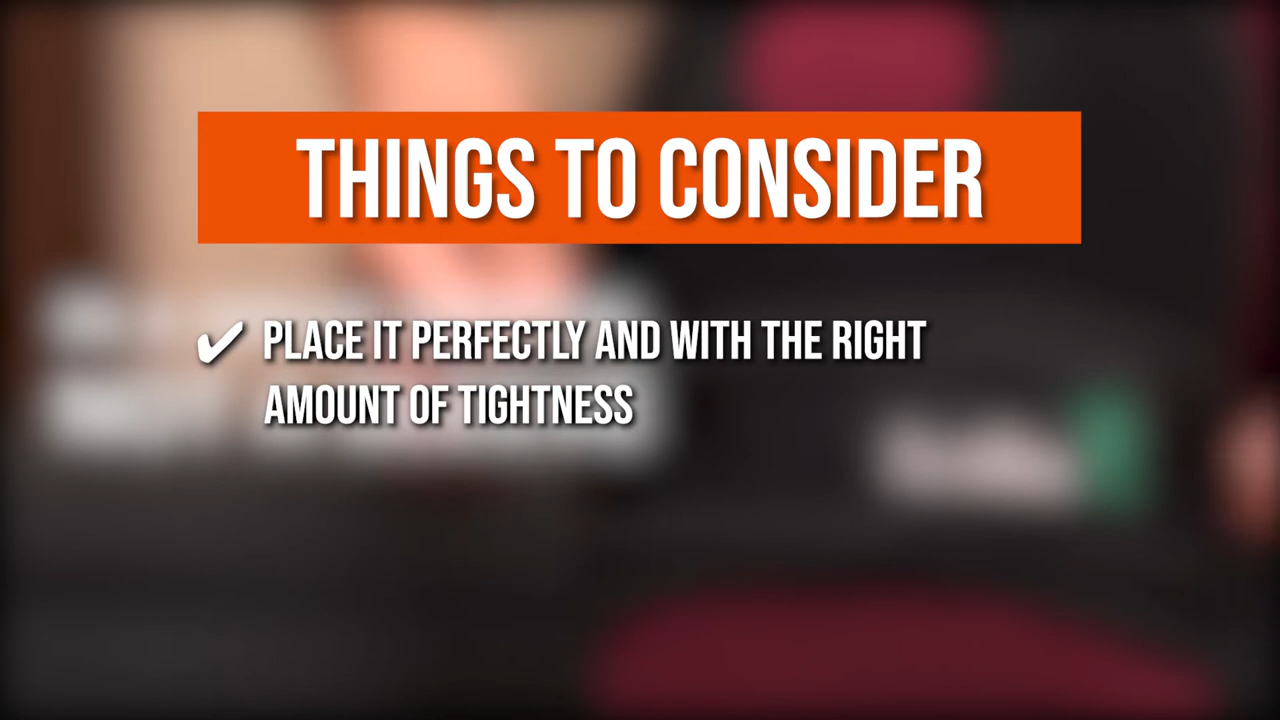 THINGS TO CONSIDER
✔ PLACE IT PERFECTLY AND WITH THE RIGHT
AMOUNT OF TIGHTNESS